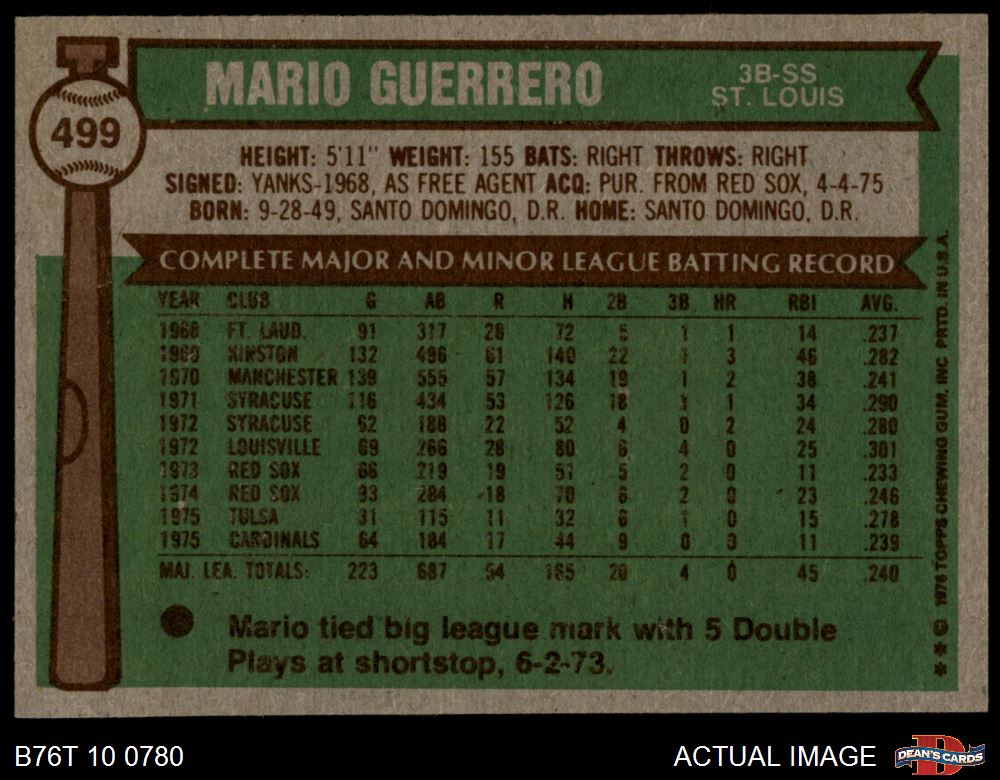 499
MARIO GUERRERO
3B-SS
ST. LOUIS
HEIGHT: 5'11" WEIGHT: 155 BATS: RIGHT THROWS: RIGHT
SIGNED: YANKS-1968, AS FREE AGENT ACQ: PUR. FROM RED SOX, 4-4-75
BORN: 9-28-49, SANTO DOMINGO, D.R. HOME: SANTO DOMINGO, D.R.
COMPLETE MAJOR AND MINOR LEAGUE BATTING RECORD
YEAR CLUB G AB R H 2B 3B HR RBI AVG.
1968 FT. LAUD. 91 317 28 72 5 1 1 14 .237
1969 KINSTON 132 496 61 140 22 1 3 46 .282
1970 MANCHESTER 139 555 57 134 19 1 2 38 .241
1971 SYRACUSE 116 434 53 126 18 1 1 34 .290
1972 SYRACUSE 62 188 22 52 4 0 2 24 .280
1972 LOUISVILLE 69 266 28 80 6 4 0 25 .301
1973 RED SOX 66 219 19 51 5 2 0 11 .233
1974 RED SOX 93 284 18 70 6 2 0 23 .246
1975 TULSA 31 115 11 32 6 1 0 15 .278
1975 CARDINALS 64 184 17 44 9 0 0 11 .239
MAJ. LEA. TOTALS: 223 687 54 165 20 4 0 45 .240
Mario tied big league mark with 5 Double
Plays at shortstop, 6-2-73.
** © 1976 TOPPS CHEWING GUM, INC. PRTD. IN U.S.A.
B76T 10 0780
ACTUAL IMAGE
D
DEAN'S CARDS